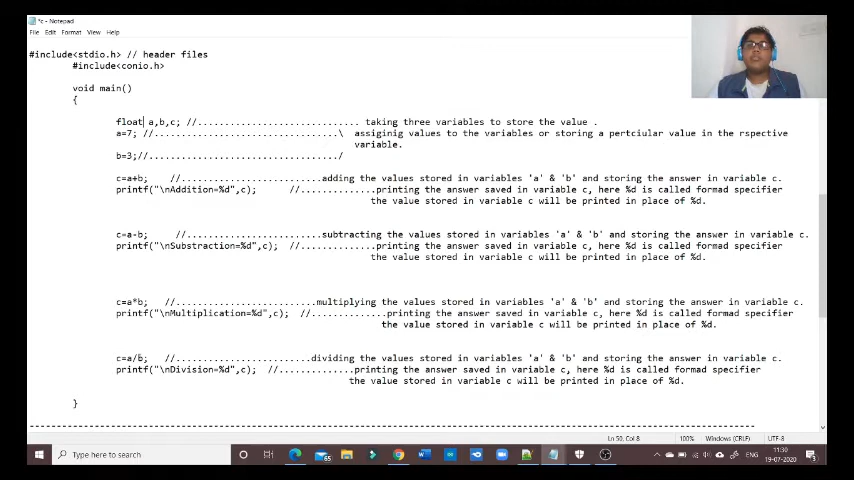 *c - Notepad
File Edit Format View Help
#include<stdio.h> // header files
#include<conio.h>
void main()
{
float a,b,c; //.............................. taking three variables to store the value .
a=7; //..................................\ assiginig values to the variables or storing a pertciular value in the rspective
variable.
b=3;//..................................../
c=a+b; //..........................adding the values stored in variables 'a' & 'b' and storing the answer in variable c.
printf("\nAddition=%d",c); //..............printing the answer saved in variable c, here %d is called formad specifier
the value stored in variable c will be printed in place of %d.
c=a-b; //..........................subtracting the values stored in variables 'a' & 'b' and storing the answer in variable c.
printf("\nSubstraction=%d",c); //..............printing the answer saved in variable c, here %d is called formad specifier
the value stored in variable c will be printed in place of %d.
c=a*b; //..........................multiplying the values stored in variables 'a' & 'b' and storing the answer in variable c.
printf("\nMultiplication=%d",c); //..............printing the answer saved in variable c, here %d is called formad specifier
the value stored in variable c will be printed in place of %d.
c=a/b; //.........................dividing the values stored in variables 'a' & 'b' and storing the answer in variable c.
printf("\nDivision=%d",c); //..............printing the answer saved in variable c, here %d is called formad specifier
the value stored in variable c will be printed in place of %d.
}
Ln 50, Col 8 100% Windows (CRLF) UTF-8
Type here to search 65 11:30
19-07-2020 3